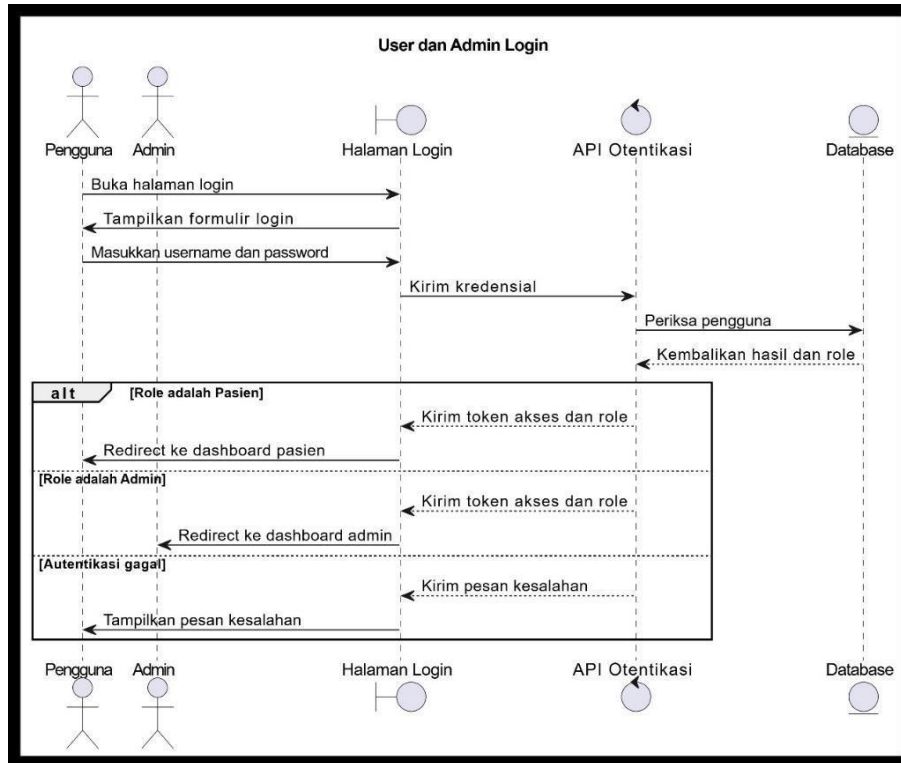 User dan Admin Login
Pengguna
Admin
Halaman Login
API Otentikasi
Database
Buka halaman login
Tampilkan formulir login
Masukkan username dan password
Kirim kredensial
Periksa pengguna
Kembalikan hasil dan role
alt
[Role adalah Pasien]
Kirim token akses dan role
Redirect ke dashboard pasien
[Role adalah Admin]
Kirim token akses dan role
Redirect ke dashboard admin
[Autentikasi gagal]
Kirim pesan kesalahan
Tampilkan pesan kesalahan
Pengguna
Admin
Halaman Login
API Otentikasi
Database